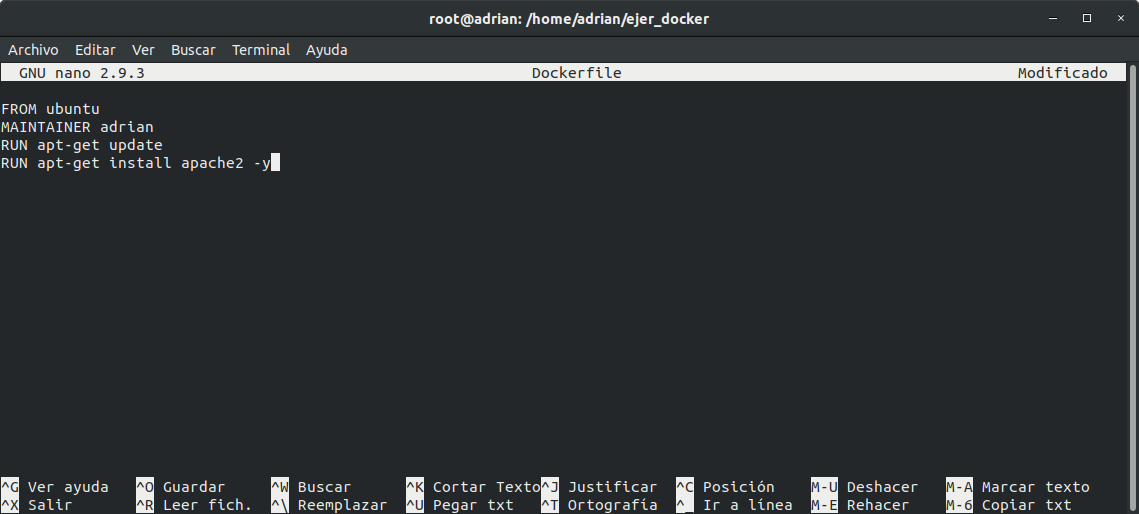 root@adrian: /home/adrian/ejer_docker
Archivo Editar Ver Buscar Terminal Ayuda
GNU nano 2.9.3 Dockerfile Modificado
FROM ubuntu
MAINTAINER adrian
RUN apt-get update
RUN apt-get install apache2 -y
^G Ver ayuda ^O Guardar ^W Buscar ^K Cortar Texto ^J Justificar ^C Posición M-U Deshacer M-A Marcar texto
^X Salir ^R Leer fich. ^\ Reemplazar ^U Pegar txt ^T Ortografía ^_ Ir a línea M-E Rehacer M-6 Copiar txt